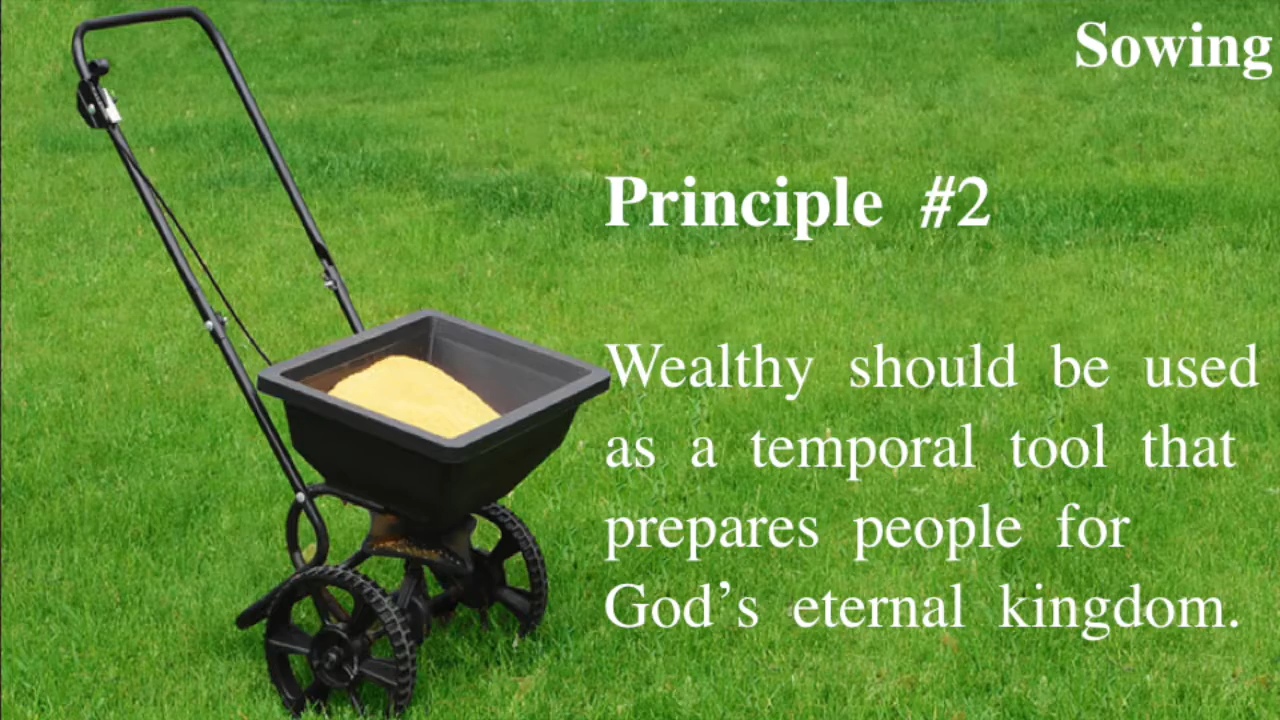 Sowing
Principle #2
Wealthy should be used
as a temporal tool that
prepares people for
God’s eternal kingdom.